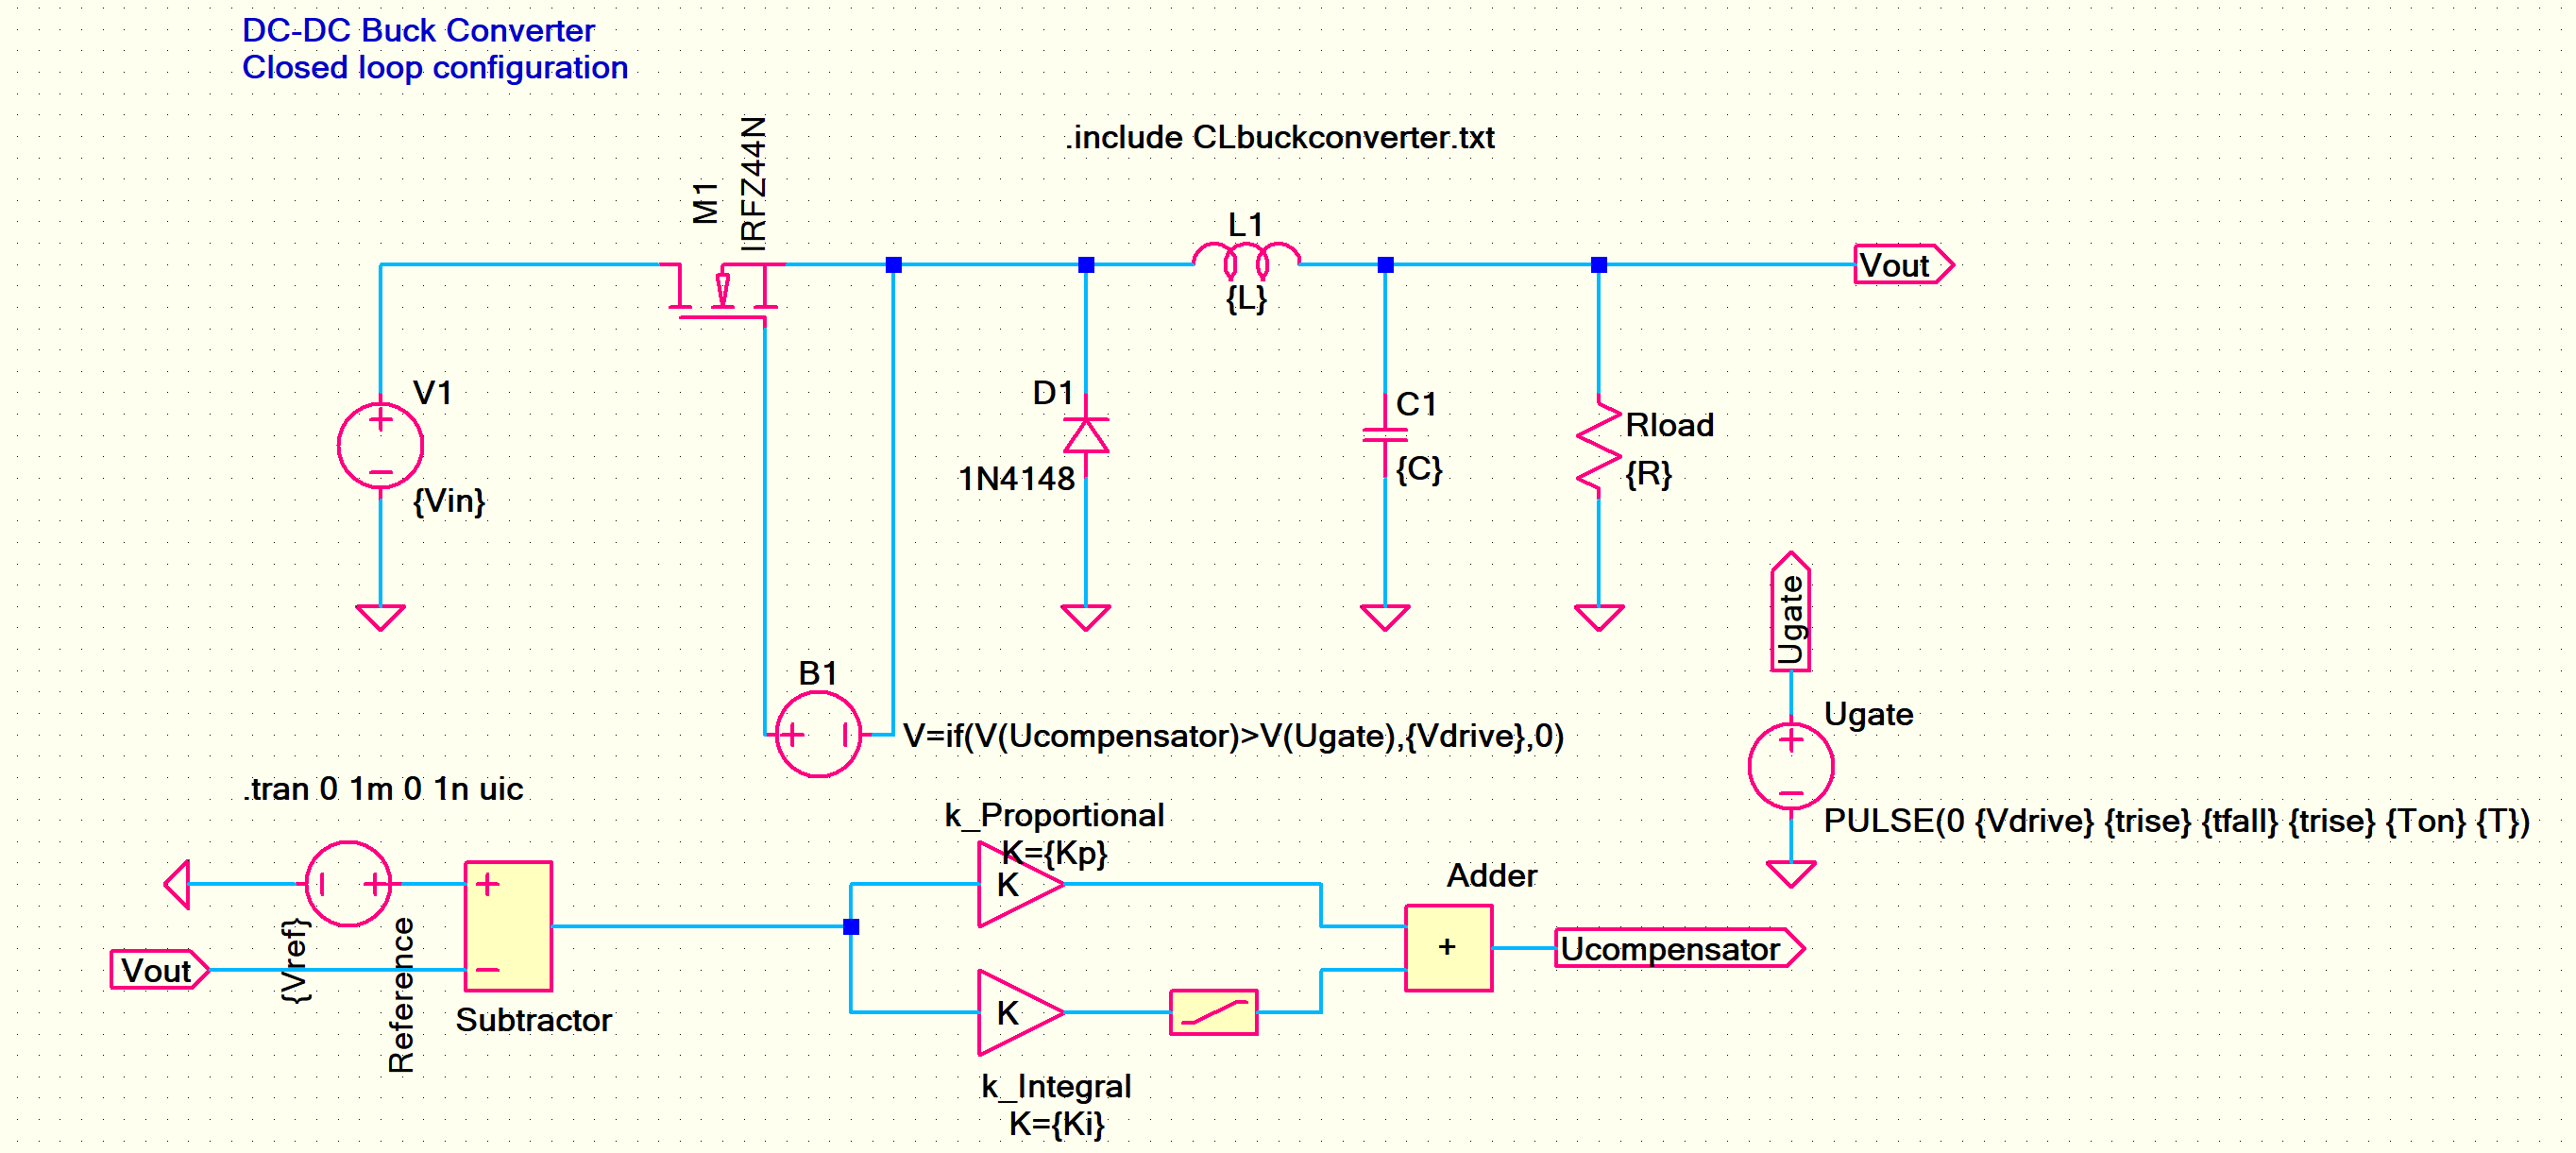 DC-DC Buck Converter
Closed loop configuration
.include CLbuckconverter.txt
M1
IRFZ44N
L1
{L}
Vout
V1
{Vin}
D1
1N4148
C1
{C}
Rload
{R}
Ugate
B1
V=if(V(Ucompensator)>V(Ugate),{Vdrive},0)
Ugate
PULSE(0 {Vdrive} {trise} {tfall} {trise} {Ton} {T})
.tran 0 1m 0 1n uic
k_Proportional
K={Kp}
K
Adder
+
Ucompensator
{Vref}
Reference
Vout
Subtractor
K
k_Integral
K={Ki}